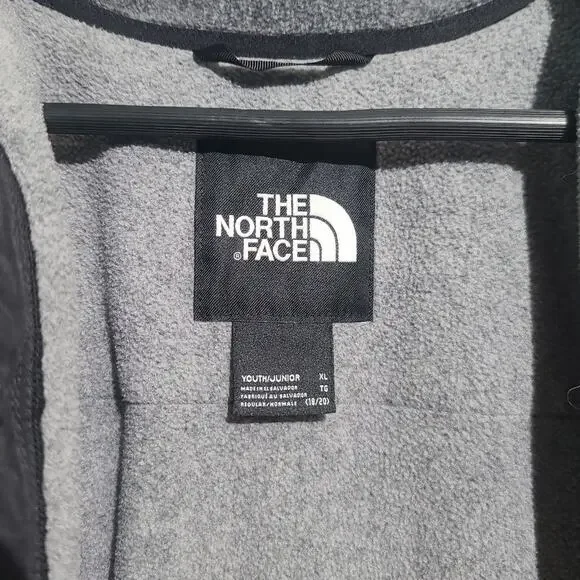 THE
NORTH
FACE
®
YOUTH/JUNIOR XL
MADE IN EL SALVADOR TG
FABRIQUÉ AU SALVADOR
REGULAR/NORMALE (18/20)